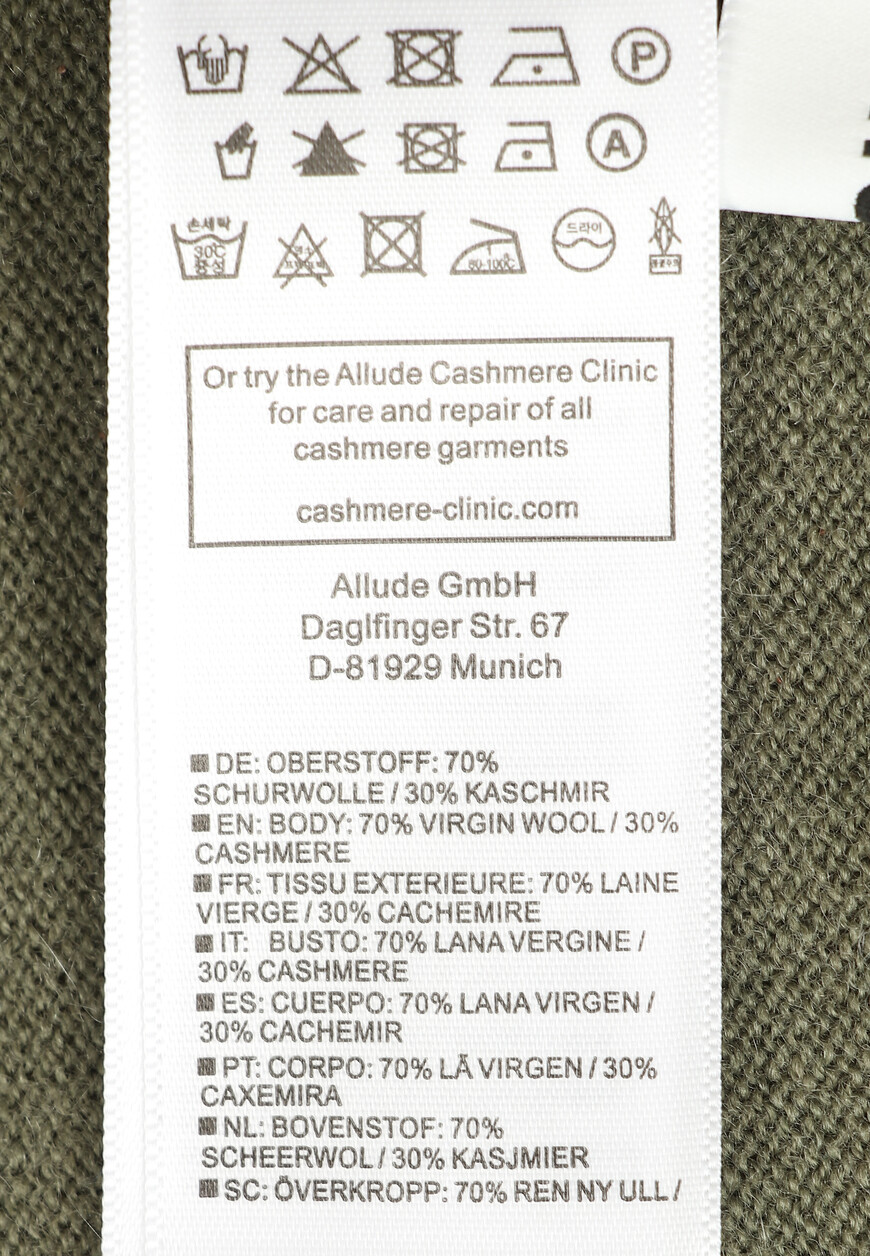 P
A
손세탁
30℃
중성
드라이
80-100℃
Or try the Allude Cashmere Clinic
for care and repair of all
cashmere garments
cashmere-clinic.com
Allude GmbH
Daglfinger Str. 67
D-81929 Munich
DE: OBERSTOFF: 70%
SCHURWOLLE / 30% KASCHMIR
EN: BODY: 70% VIRGIN WOOL / 30%
CASHMERE
FR: TISSU EXTERIEURE: 70% LAINE
VIERGE / 30% CACHEMIRE
IT: BUSTO: 70% LANA VERGINE /
30% CASHMERE
ES: CUERPO: 70% LANA VIRGEN /
30% CACHEMIR
PT: CORPO: 70% LÃ VIRGEN / 30%
CAXEMIRA
NL: BOVENSTOF: 70%
SCHEERWOL / 30% KASJMIER
SC: ÖVERKROPP: 70% REN NY ULL /